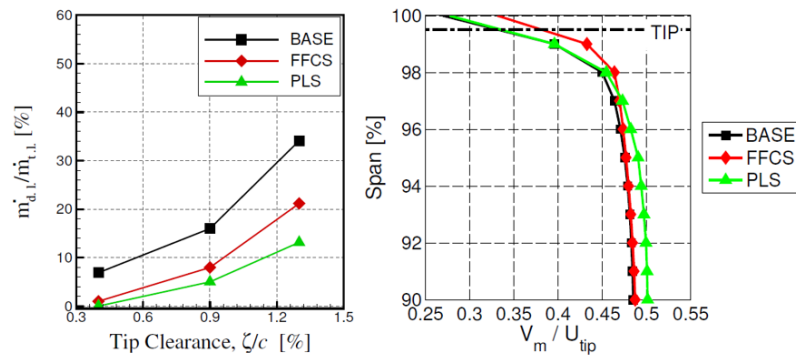 60
50
40
30
20
10
0
0.3 0.6 0.9 1.2 1.5
ṁd.l./ṁt.l. [%]
Tip Clearance, ζ/c [%]
BASE
FFCS
PLS
100
98
96
94
92
90
0.25 0.3 0.35 0.4 0.45 0.5 0.55
Span [%]
Vm / Utip
TIP
BASE
FFCS
PLS